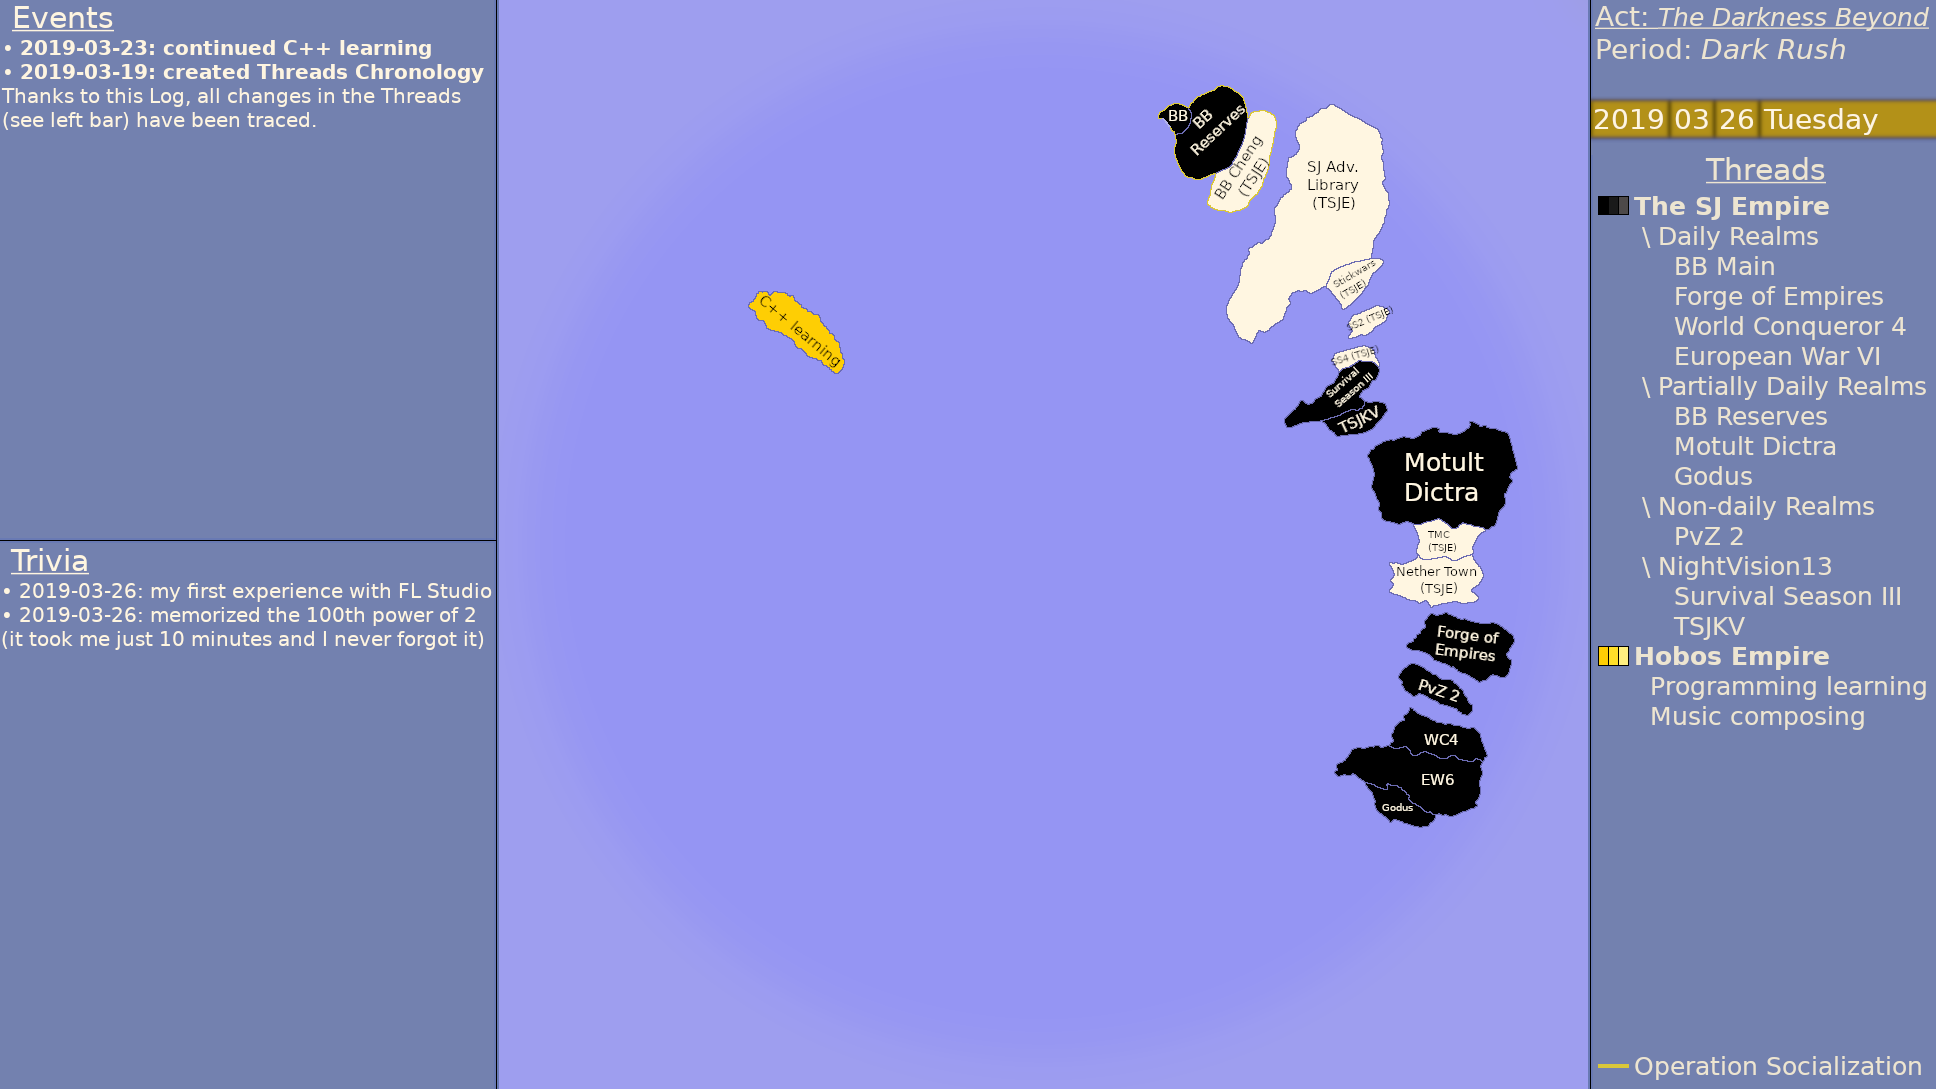 Events
• 2019-03-23: continued C++ learning
• 2019-03-19: created Threads Chronology
Thanks to this Log, all changes in the Threads
(see left bar) have been traced.
Trivia
• 2019-03-26: my first experience with FL Studio
• 2019-03-26: memorized the 100th power of 2
(it took me just 10 minutes and I never forgot it)
C++ learning
BB
BB
Reserves
BB Cheng
(TSJE)
SJ Adv.
Library
(TSJE)
Stickwars
(TSJE)
SS2 (TSJE)
SS4 (TSJE)
Survival
Season III
TSJKV
Motult
Dictra
TMC
(TSJE)
Nether Town
(TSJE)
Forge of
Empires
PvZ 2
WC4
EW6
Godus
Act: The Darkness Beyond
Period: Dark Rush
2019 03 26 Tuesday
Threads
The SJ Empire
\ Daily Realms
BB Main
Forge of Empires
World Conqueror 4
European War VI
\ Partially Daily Realms
BB Reserves
Motult Dictra
Godus
\ Non-daily Realms
PvZ 2
\ NightVision13
Survival Season III
TSJKV
Hobos Empire
Programming learning
Music composing
Operation Socialization